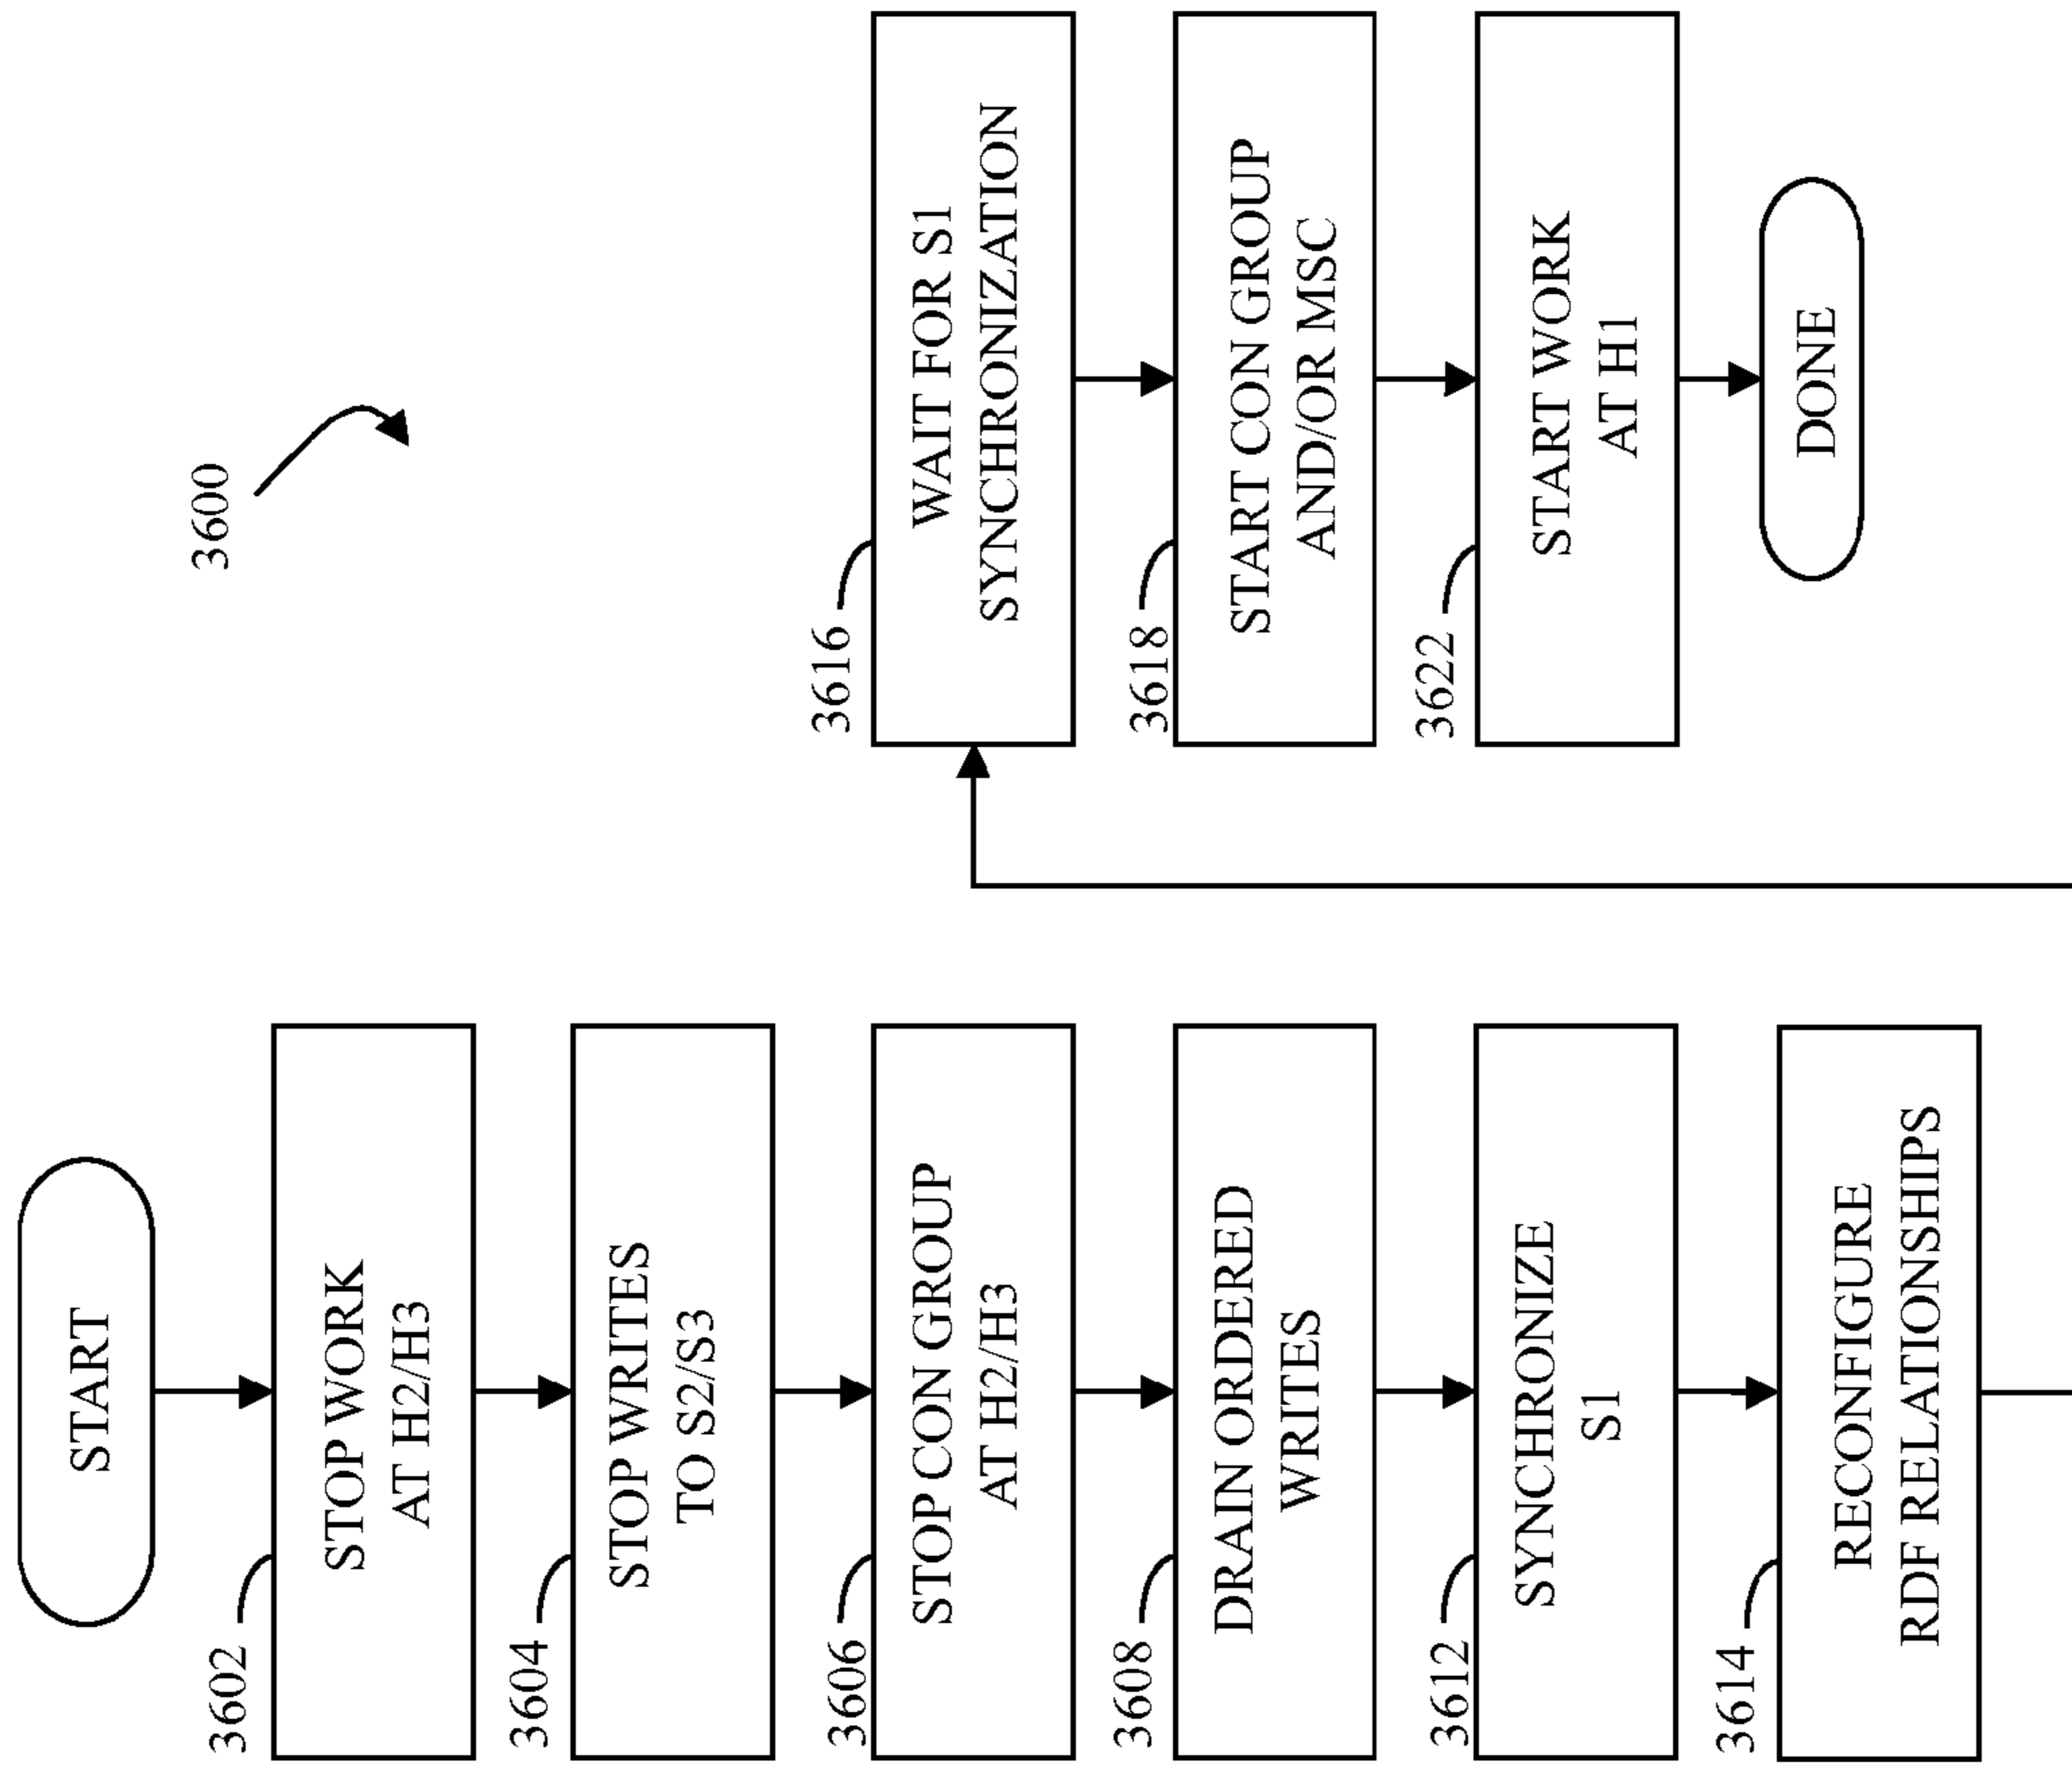 3600
START
3602
STOP WORK
AT H2/H3
3604
STOP WRITES
TO S2/S3
3606
STOP CON GROUP
AT H2/H3
3608
DRAIN ORDERED
WRITES
3612
SYNCHRONIZE
S1
3614
RECONFIGURE
RDF RELATIONSHIPS
3616
WAIT FOR S1
SYNCHRONIZATION
3618
START CON GROUP
AND/OR MSC
3622
START WORK
AT H1
DONE